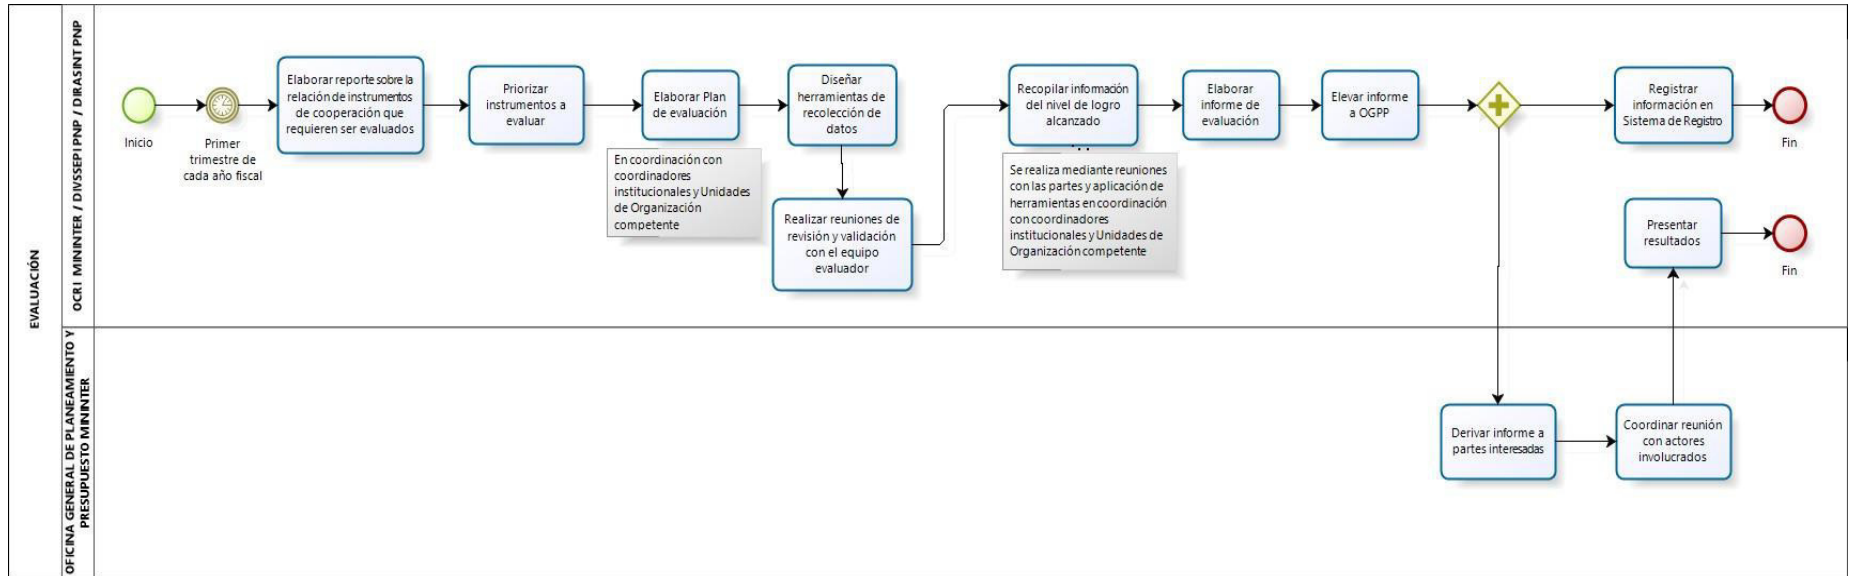 EVALUACIÓN
OCRI MININTER / DIVSSEPI PNP / DIRASINT PNP
Inicio
Primer
trimestre de
cada año fiscal
Elaborar reporte sobre la
relación de instrumentos
de cooperación que
requieren ser evaluados
Priorizar
instrumentos a
evaluar
Elaborar Plan
de evaluación
En coordinación con
coordinadores
institucionales y Unidades
de Organización
competente
Diseñar
herramientas de
recolección de
datos
Realizar reuniones de
revisión y validación
con el equipo
evaluador
Recopilar información
del nivel de logro
alcanzado
Se realiza mediante reuniones
con las partes y aplicación de
herramientas en coordinación
con coordinadores
institucionales y Unidades de
Organización competente
Elaborar
informe de
evaluación
Elevar informe
a OGPP
Registrar
información en
Sistema de Registro
Fin
Presentar
resultados
Fin
OFICINA GENERAL DE PLANEAMIENTO Y
PRESUPUESTO MININTER
Derivar informe a
partes interesadas
Coordinar reunión
con actores
involucrados